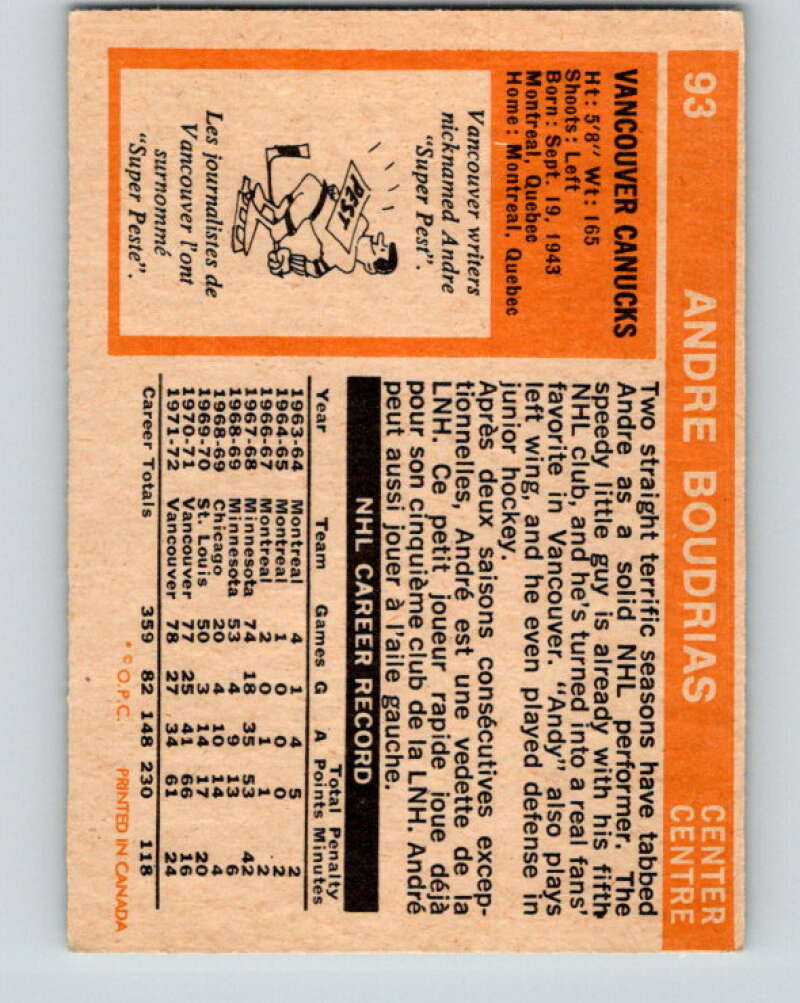 93
ANDRE BOUDRIAS
CENTER
CENTRE
VANCOUVER CANUCKS
Ht: 5'8" Wt: 165
Shoots: Left
Born: Sept. 19, 1943
Montreal, Quebec
Home: Montreal, Quebec
Vancouver writers
nicknamed Andre
"Super Pest".
PEST
Les journalistes de
Vancouver l'ont
surnommé
"Super Peste".
Two straight terrific seasons have tabbed
Andre as a solid NHL performer. The
speedy little guy is already with his fifth
NHL club, and he's turned into a real fans'
favorite in Vancouver. "Andy" also plays
left wing, and he even played defense in
junior hockey.
Après deux saisons consécutives excep-
tionnelles, André est une vedette de la
LNH. Ce petit joueur rapide joue déjà
pour son cinquième club de la LNH. André
peut aussi jouer à l'aile gauche.
NHL CAREER RECORD
Total Penalty
Year Team Games G A Points Minutes
1963-64 Montreal 4 1 4 5 2
1964-65 Montreal 1 0 0 0 2
1966-67 Montreal 2 0 1 1 2
1967-68 Minnesota 74 18 35 53 42
1968-69 Minnesota 53 4 9 13 6
1968-69 Chicago 20 4 10 14 4
1969-70 St. Louis 50 3 14 17 20
1970-71 Vancouver 77 25 41 66 16
1971-72 Vancouver 78 27 34 61 24
Career Totals 359 82 148 230 118
* © O.P.C. PRINTED IN CANADA